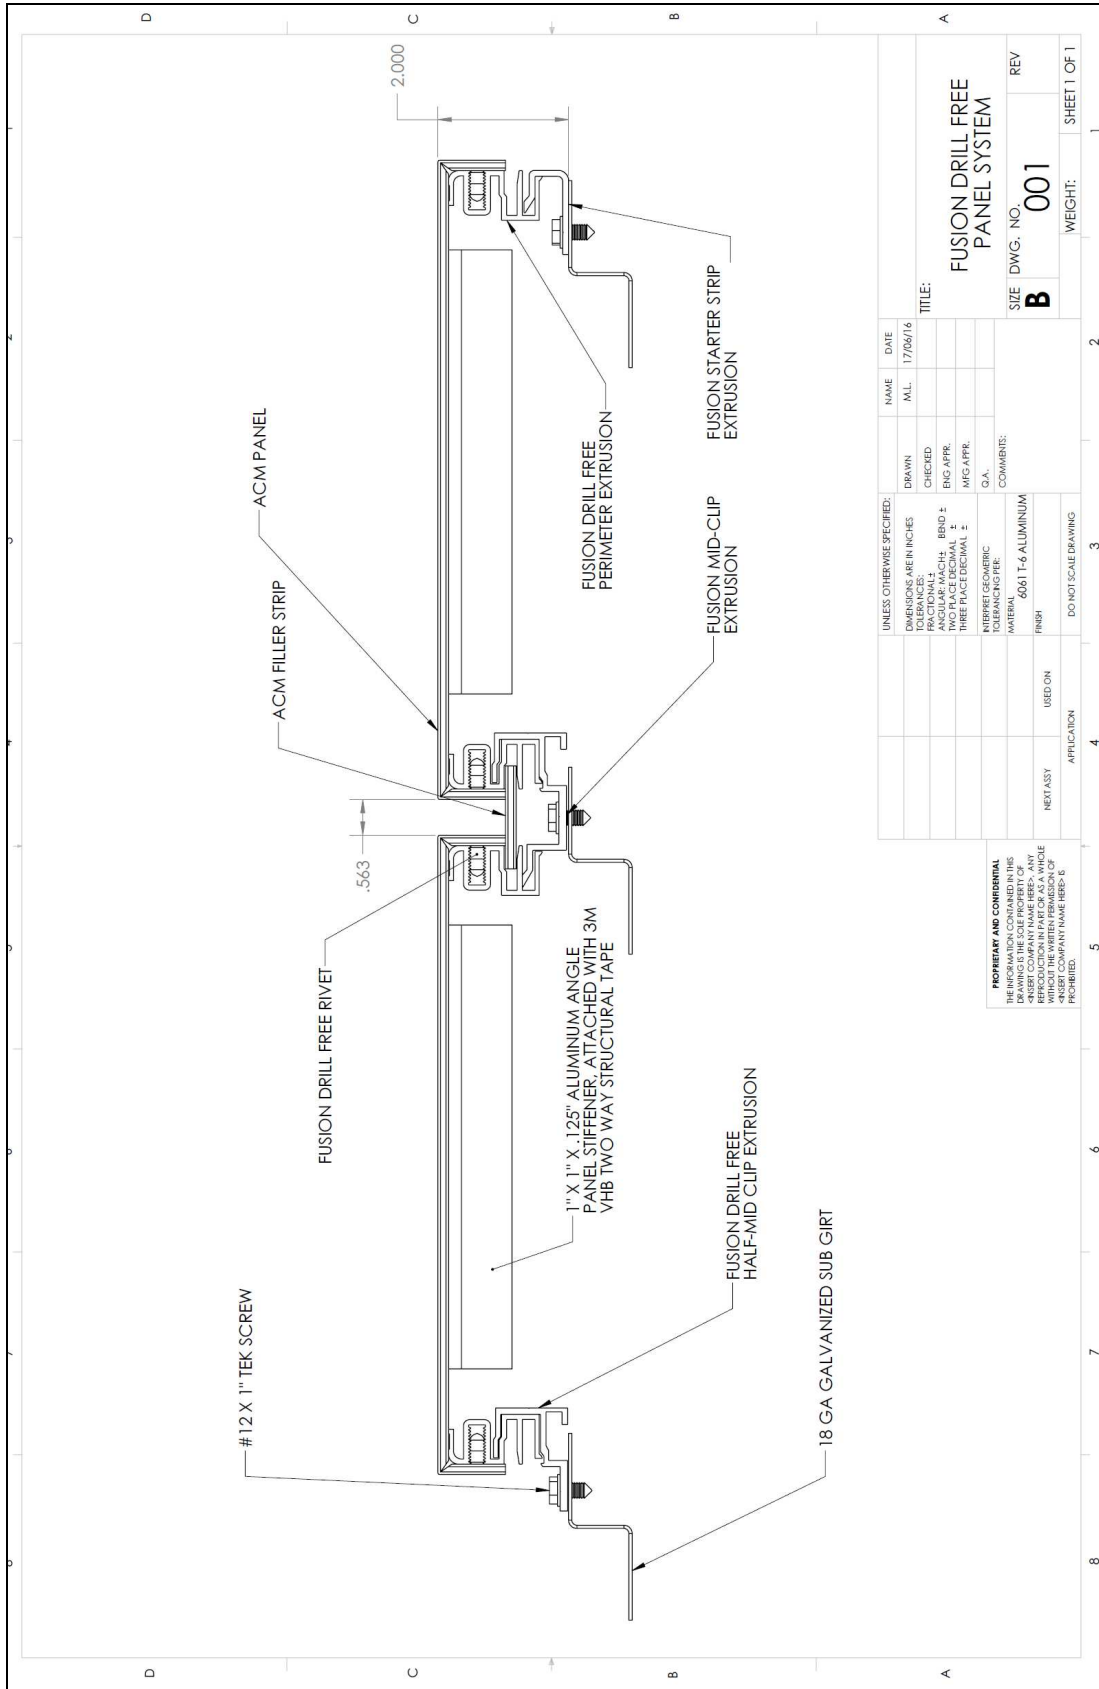 D
C
B
A
2.000
.563
ACM PANEL
ACM FILLER STRIP
FUSION DRILL FREE RIVET
#12 X 1" TEK SCREW
FUSION DRILL FREE
PERIMETER EXTRUSION
FUSION STARTER STRIP
EXTRUSION
FUSION MID-CLIP
EXTRUSION
1" X 1" X .125" ALUMINUM ANGLE
PANEL STIFFENER, ATTACHED WITH 3M
VHB TWO WAY STRUCTURAL TAPE
FUSION DRILL FREE
HALF-MID CLIP EXTRUSION
18 GA GALVANIZED SUB GIRT
PROPRIETARY AND CONFIDENTIAL
THE INFORMATION CONTAINED IN THIS
DRAWING IS THE SOLE PROPERTY OF
<INSERT COMPANY NAME HERE>. ANY
REPRODUCTION IN PART OR AS A WHOLE
WITHOUT THE WRITTEN PERMISSION OF
<INSERT COMPANY NAME HERE> IS
PROHIBITED.
NEXT ASSY
USED ON
APPLICATION
UNLESS OTHERWISE SPECIFIED:
DIMENSIONS ARE IN INCHES
TOLERANCES:
FRACTIONAL ±
ANGULAR: MACH ± BEND ±
TWO PLACE DECIMAL ±
THREE PLACE DECIMAL ±
INTERPRET GEOMETRIC
TOLERANCING PER:
MATERIAL
6061 T-6 ALUMINUM
FINISH
DO NOT SCALE DRAWING
NAME
DATE
DRAWN
M.L.
17/06/16
CHECKED
ENG APPR.
MFG APPR.
Q.A.
COMMENTS:
TITLE:
FUSION DRILL FREE
PANEL SYSTEM
SIZE
B
DWG. NO.
001
REV
WEIGHT:
SHEET 1 OF 1
8
7
6
5
4
3
2
1
D
C
B
A